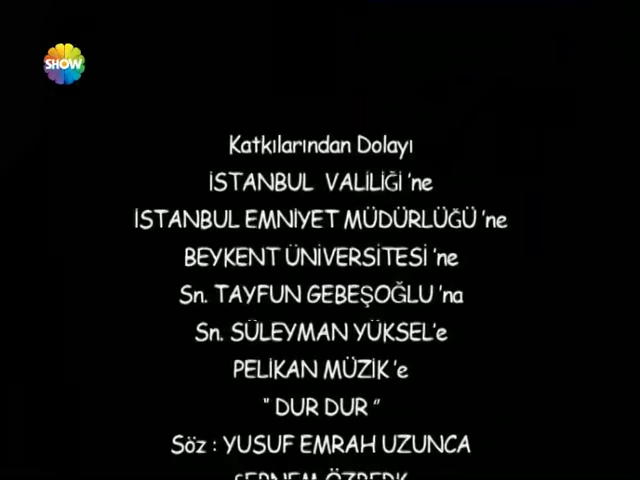 SHOW
Katkılarından Dolayı
İSTANBUL VALİLİĞİ 'ne
İSTANBUL EMNİYET MÜDÜRLÜĞÜ 'ne
BEYKENT ÜNİVERSİTESİ 'ne
Sn. TAYFUN GEBEŞOĞLU 'na
Sn. SÜLEYMAN YÜKSEL'e
PELİKAN MÜZİK 'e
" DUR DUR "
Söz : YUSUF EMRAH UZUNCA